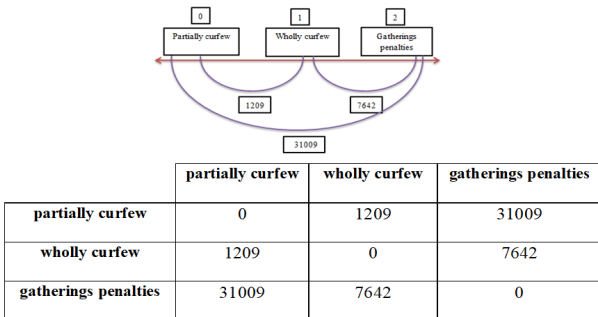 0 1 2
Partially curfew Wholly curfew Gatherings
penalties
1209 7642
31009
partially curfew wholly curfew gatherings penalties
partially curfew 0 1209 31009
wholly curfew 1209 0 7642
gatherings penalties 31009 7642 0